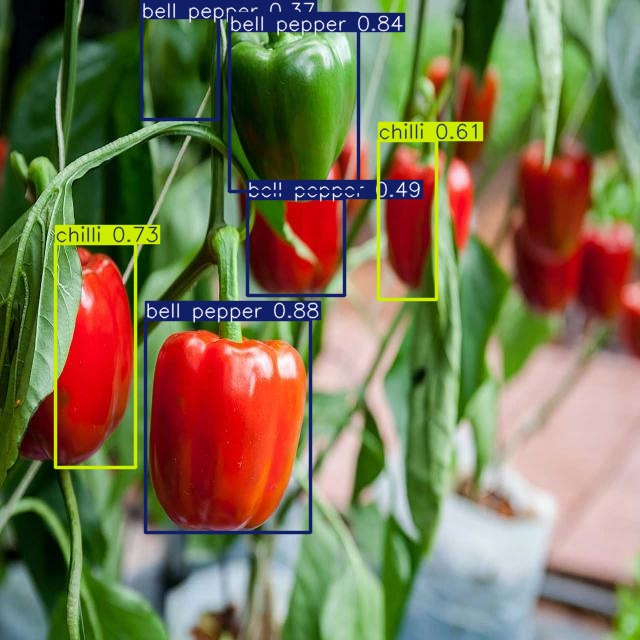 bell pepper 0.37
bell pepper 0.84
chilli 0.61
bell pepper 0.49
chilli 0.73
bell pepper 0.88